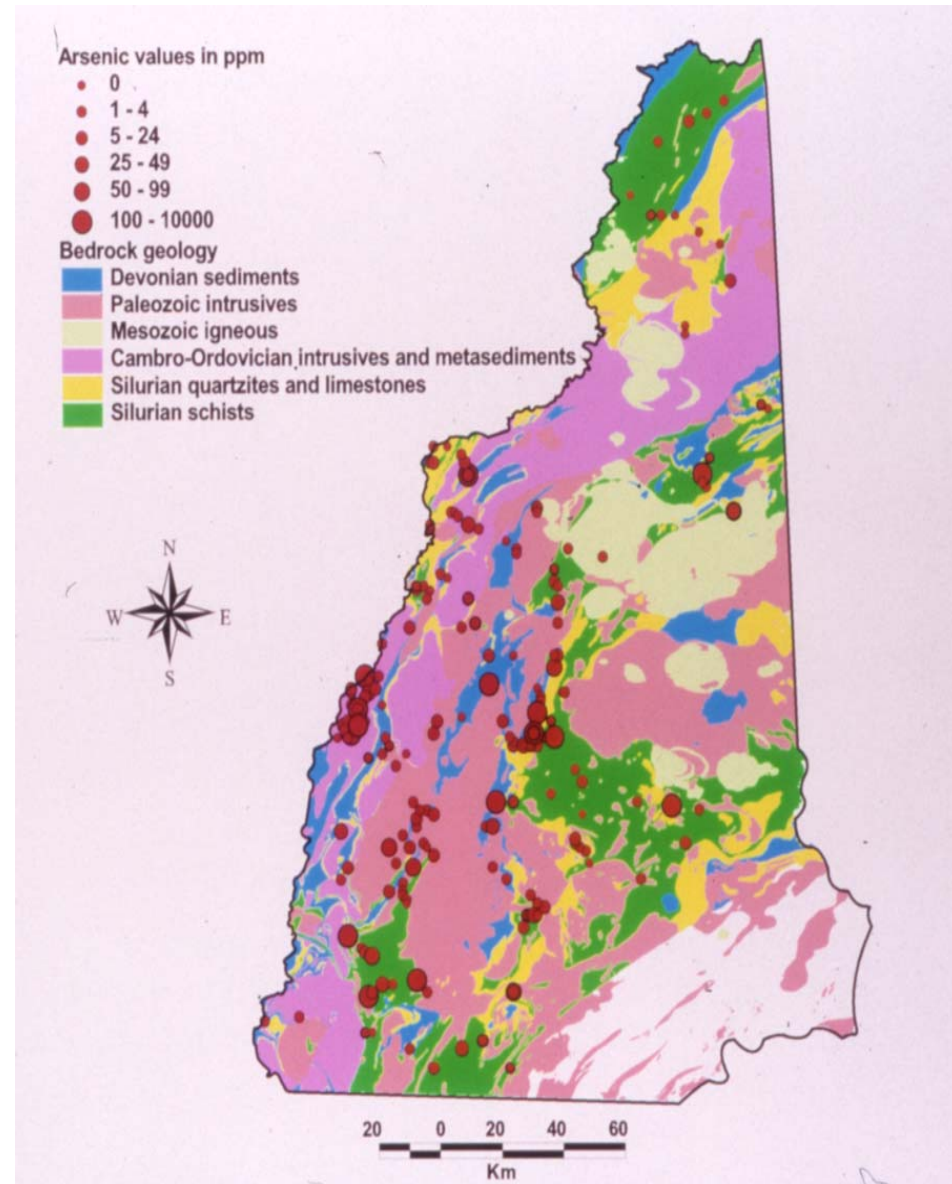 Arsenic values in ppm
0
1 - 4
5 - 24
25 - 49
50 - 99
100 - 10000
Bedrock geology
Devonian sediments
Paleozoic intrusives
Mesozoic igneous
Cambro-Ordovician intrusives and metasediments
Silurian quartzites and limestones
Silurian schists
N
W E
S
20 0 20 40 60
Km